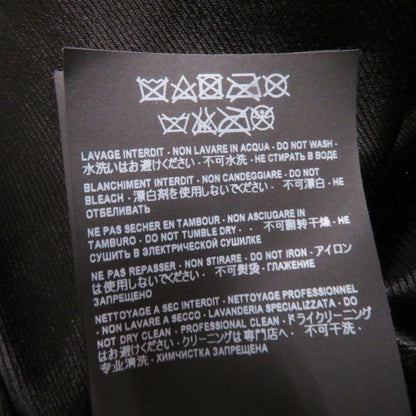 LAVAGE INTERDIT - NON LAVARE IN ACQUA - DO NOT WASH -
水洗いはお避けください · 不可水洗 · НЕ СТИРАТЬ В ВОДЕ
BLANCHIMENT INTERDIT - NON CANDEGGIARE - DO NOT
BLEACH · 漂白剤を使用しないでください · 不可漂白 · НЕ
ОТБЕЛИВАТЬ
NE PAS SECHER EN TAMBOUR - NON ASCIUGARE IN
TAMBURO - DO NOT TUMBLE DRY - · 不可翻转干燥 · НЕ
СУШИТЬ В ЭЛЕКТРИЧЕСКОЙ СУШИЛКЕ
NE PAS REPASSER - NON STIRARE - DO NOT IRON - アイロン
は避けてください · 不可熨烫 · ГЛАЖЕНИЕ
ЗАПРЕЩЕНО
NETTOYAGE A SEC INTERDIT - NETTOYAGE PROFESSIONNEL
- NON LAVARE A SECCO - LAVANDERIA SPECIALIZZATA - DO
NOT DRY CLEAN - PROFESSIONAL CLEAN - ドライクリーニング
はお避けください · クリーニングは専門店へ · 不可干洗 ·
专业清洗 · ХИМЧИСТКА ЗАПРЕЩЕНА